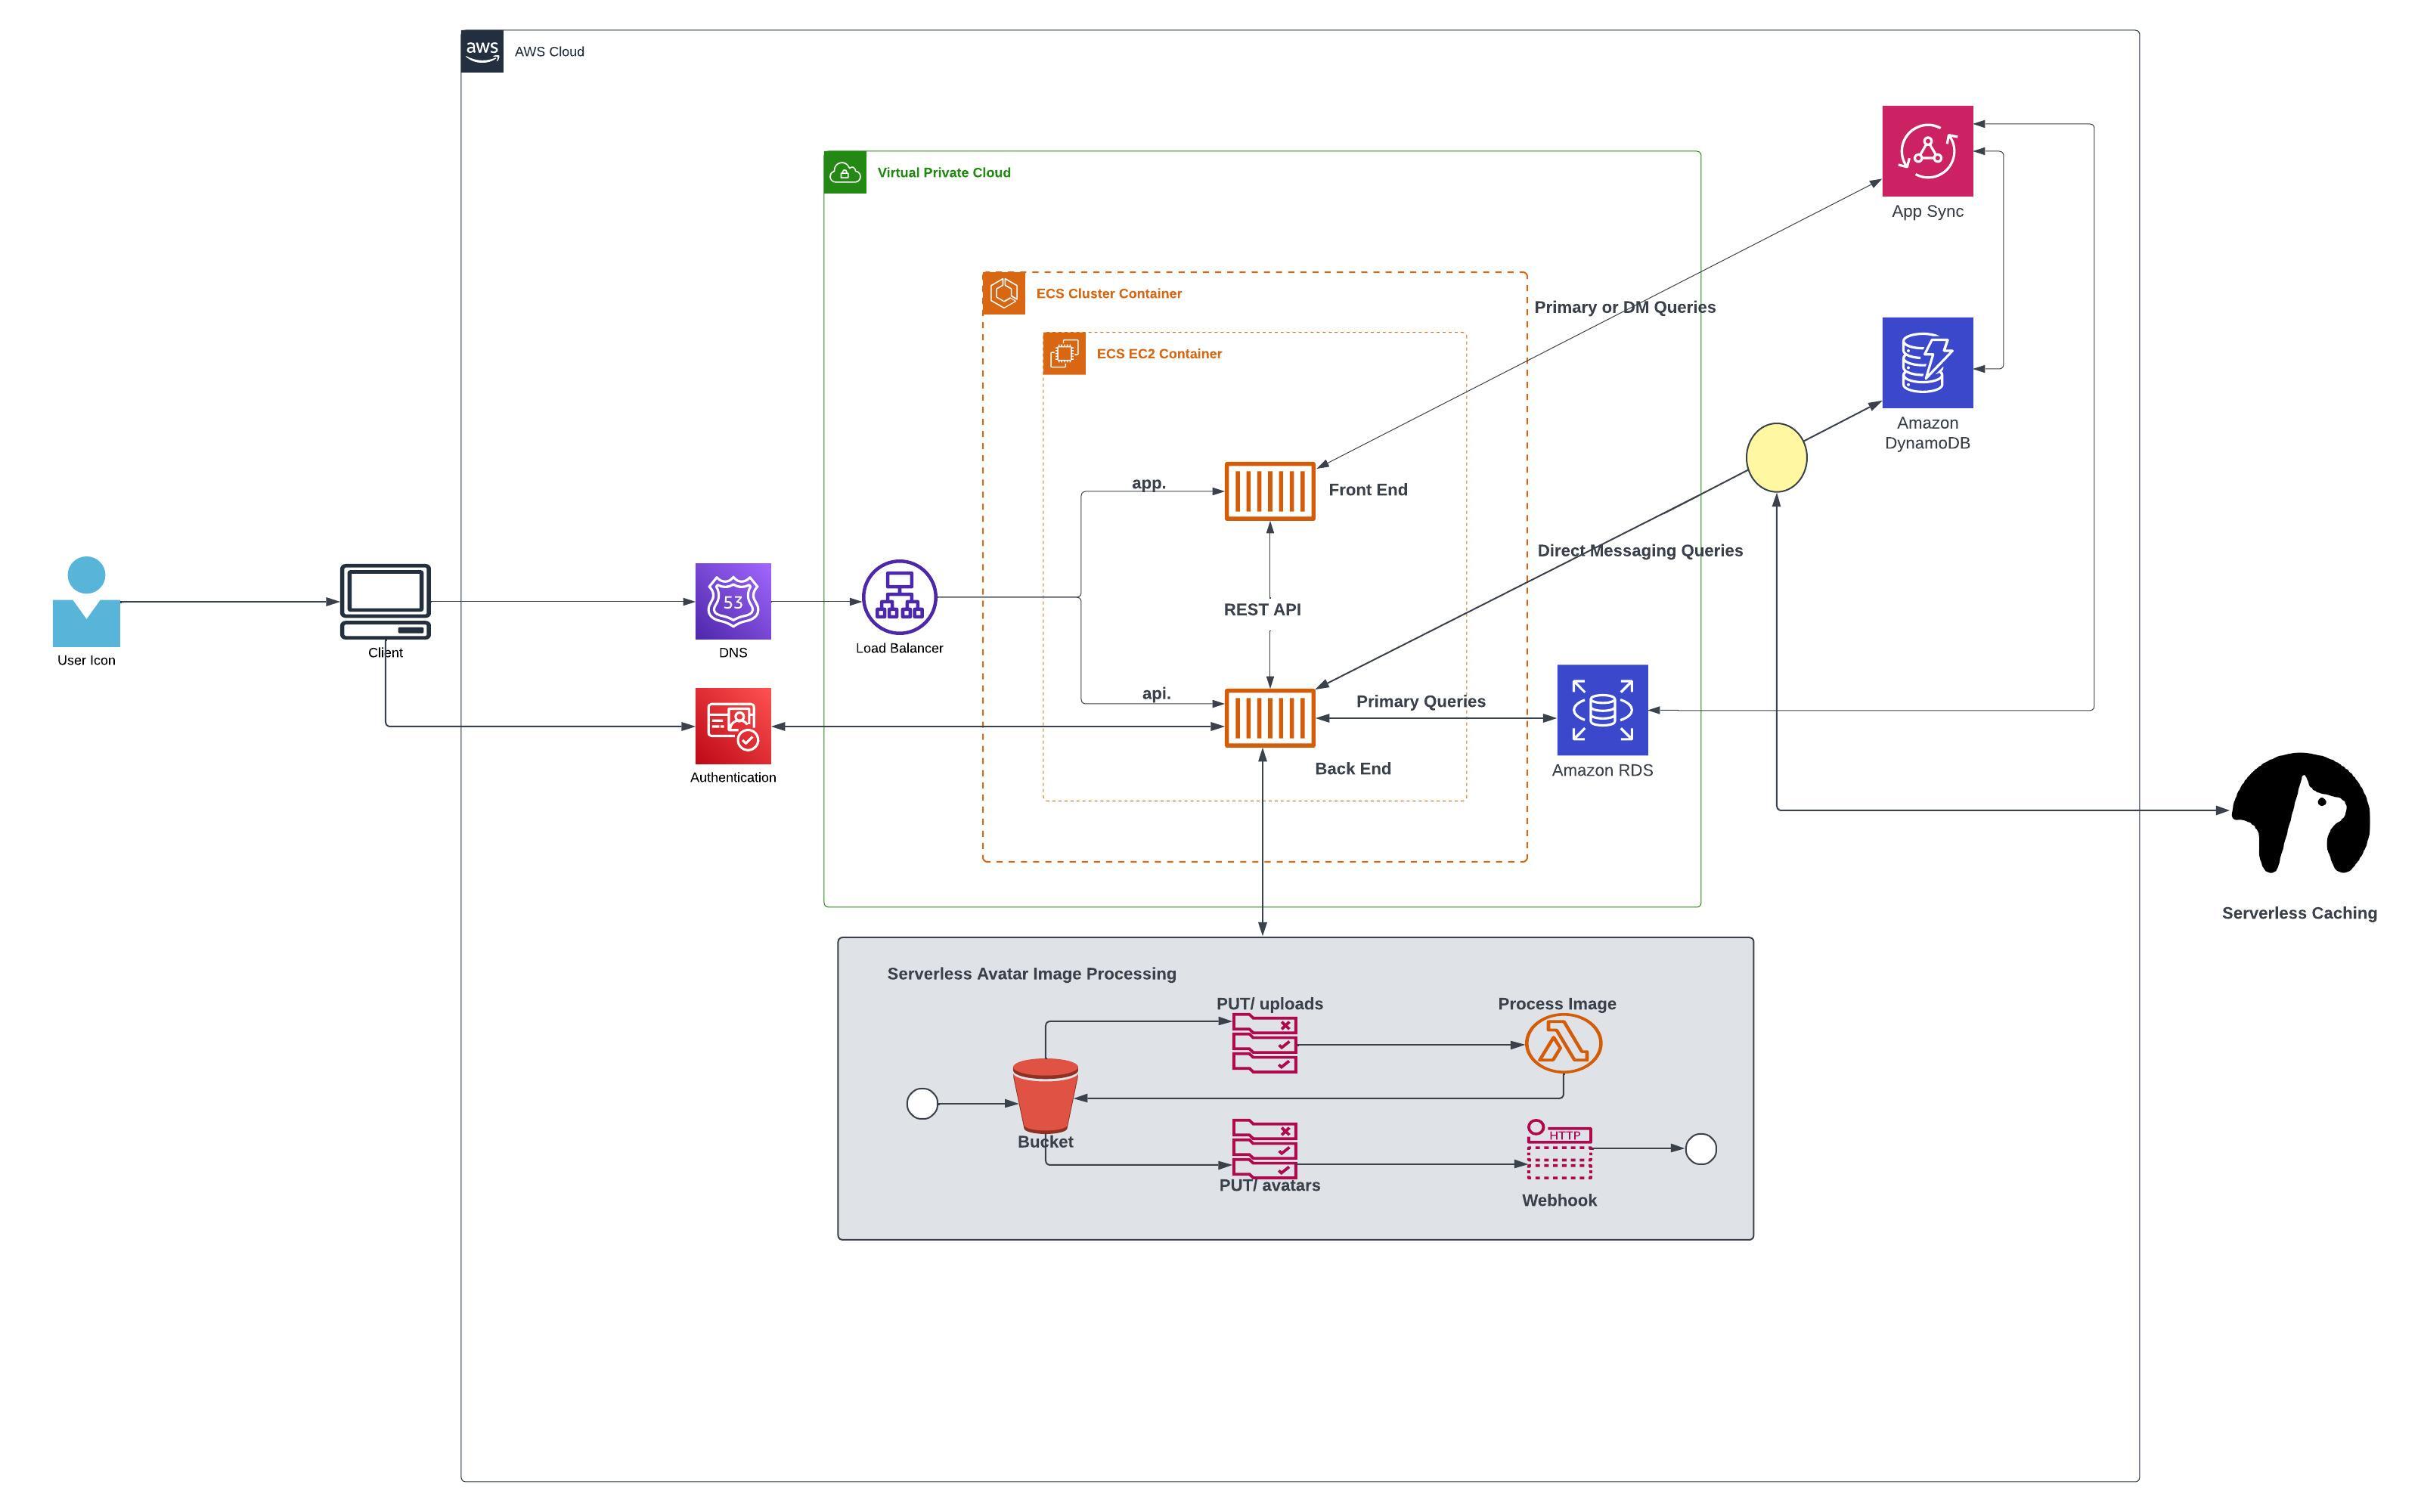 aws
AWS Cloud
Virtual Private Cloud
App Sync
ECS Cluster Container
Primary or DM Queries
ECS EC2 Container
Amazon
DynamoDB
app.
Front End
Direct Messaging Queries
53
REST API
User Icon
Client
DNS
Load Balancer
api.
Primary Queries
Authentication
Back End
Amazon RDS
Serverless Caching
Serverless Avatar Image Processing
PUT/ uploads
Process Image
Bucket
HTTP
PUT/ avatars
Webhook